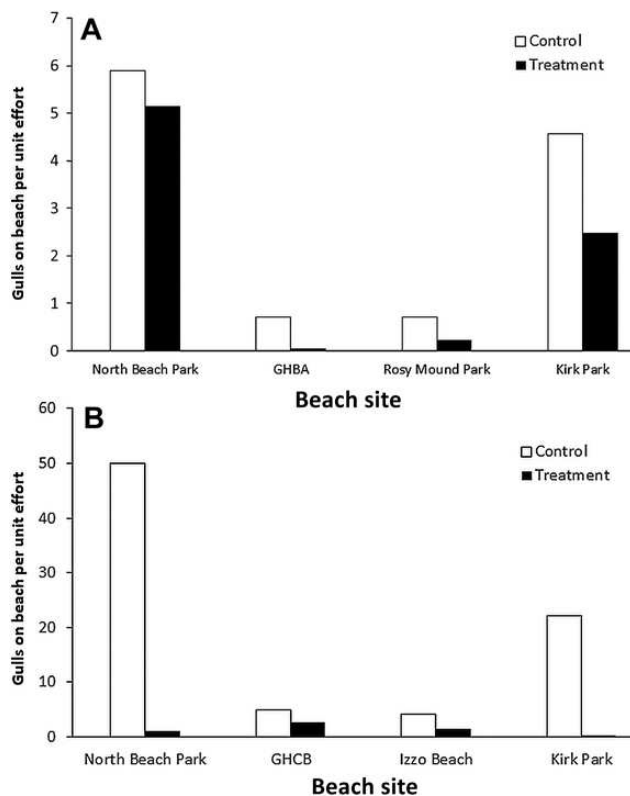 A
Control
Treatment
Gulls on beach per unit effort
7
6
5
4
3
2
1
0
North Beach Park GHBA Rosy Mound Park Kirk Park
Beach site
B
Control
Treatment
Gulls on beach per unit effort
60
50
40
30
20
10
0
North Beach Park GHCB Izzo Beach Kirk Park
Beach site